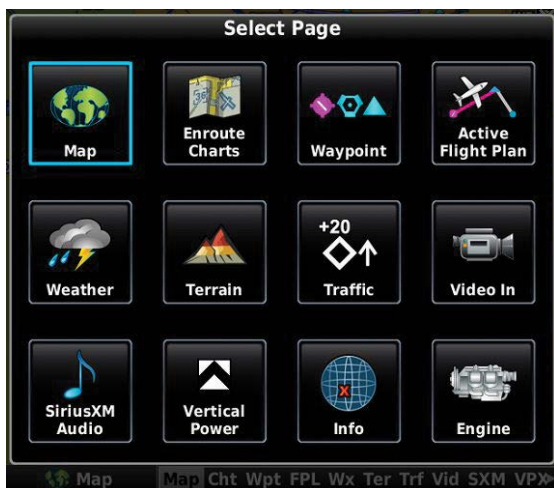 Select Page
Map
Enroute
Charts
Waypoint
Active
Flight Plan
Weather
Terrain
+20
Traffic
Video In
SiriusXM
Audio
Vertical
Power
X
Info
Engine
Map Map Cht Wpt FPL Wx Ter Trf Vid SXM VPX